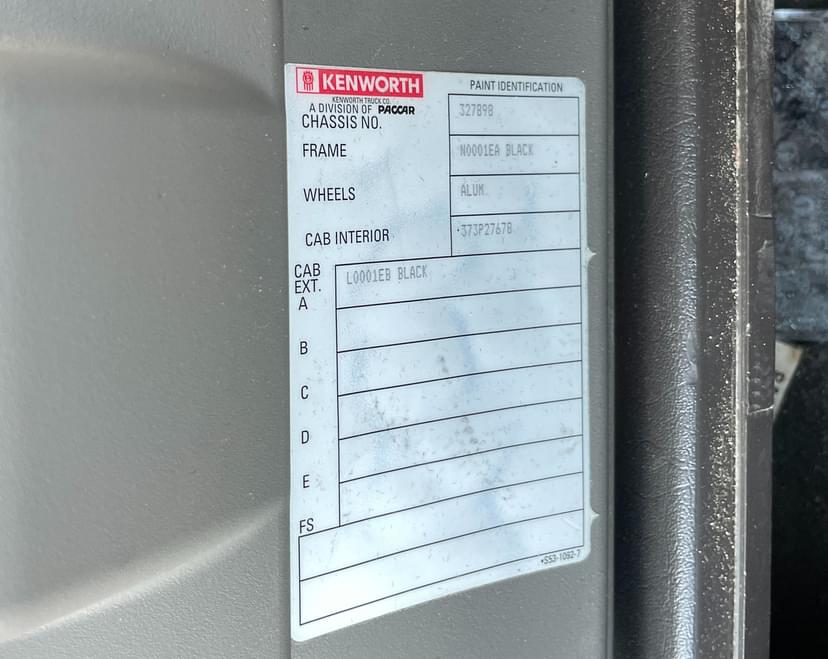 KENWORTH
KENWORTH TRUCK CO.
A DIVISION OF PACCAR
PAINT IDENTIFICATION
CHASSIS NO. 327898
FRAME N0001EA BLACK
WHEELS ALUM.
CAB INTERIOR 373P27678
CAB EXT. L0001EB BLACK
A
B
C
D
E
FS
S53-1092-7